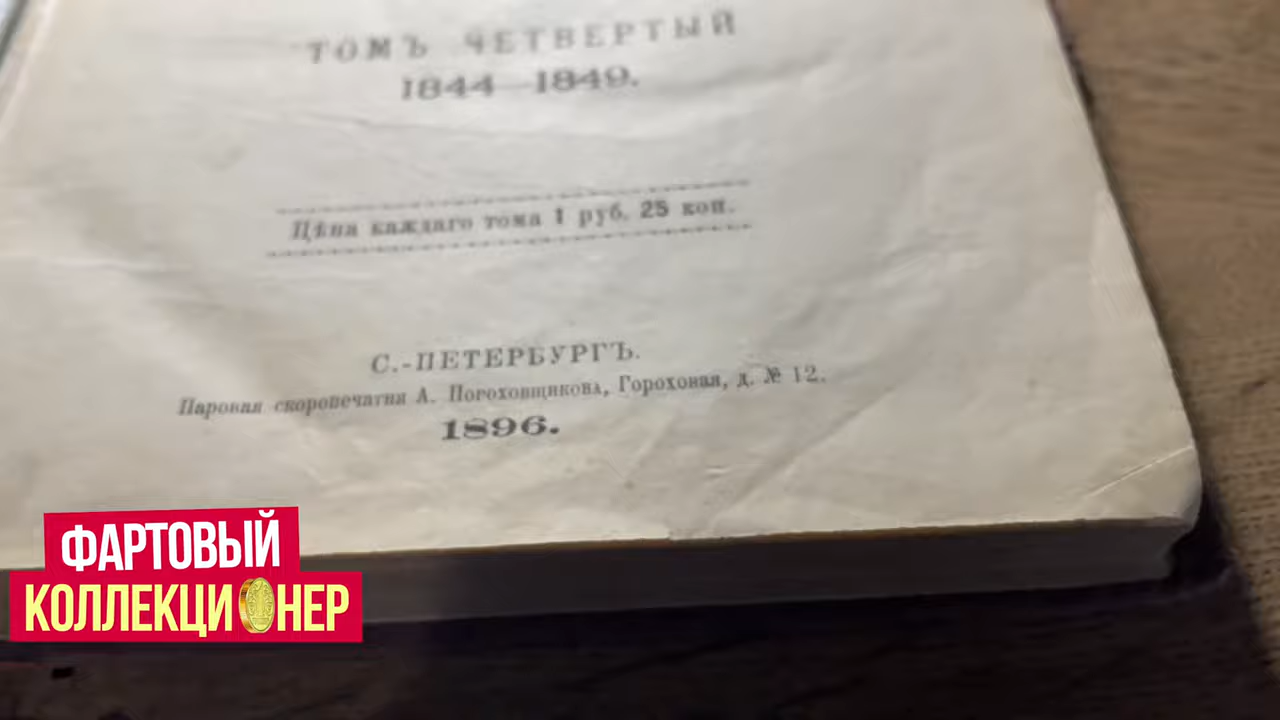 ТОМЪ ЧЕТВЕРТЫЙ
1844—1849.
Цѣна каждаго тома 1 руб. 25 коп.
С.-ПЕТЕРБУРГЪ.
Паровая скоропечатня А. Пороховщикова, Гороховая, д. № 12.
1896.
ФАРТОВЫЙ
КОЛЛЕКЦИОНЕР